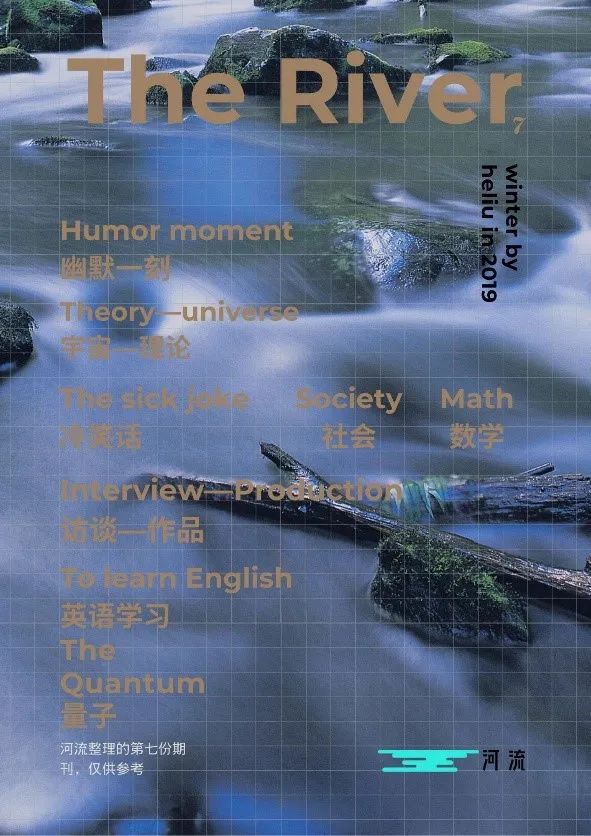 The River
7
winter by
heliu in 2019
Humor moment
幽默一刻
Theory—universe
宇宙—理论
The sick joke Society Math
冷笑话 社会 数学
Interview—Production
访谈—作品
To learn English
英语学习
The
Quantum
量子
河流整理的第七份期
刊，仅供参考
河流